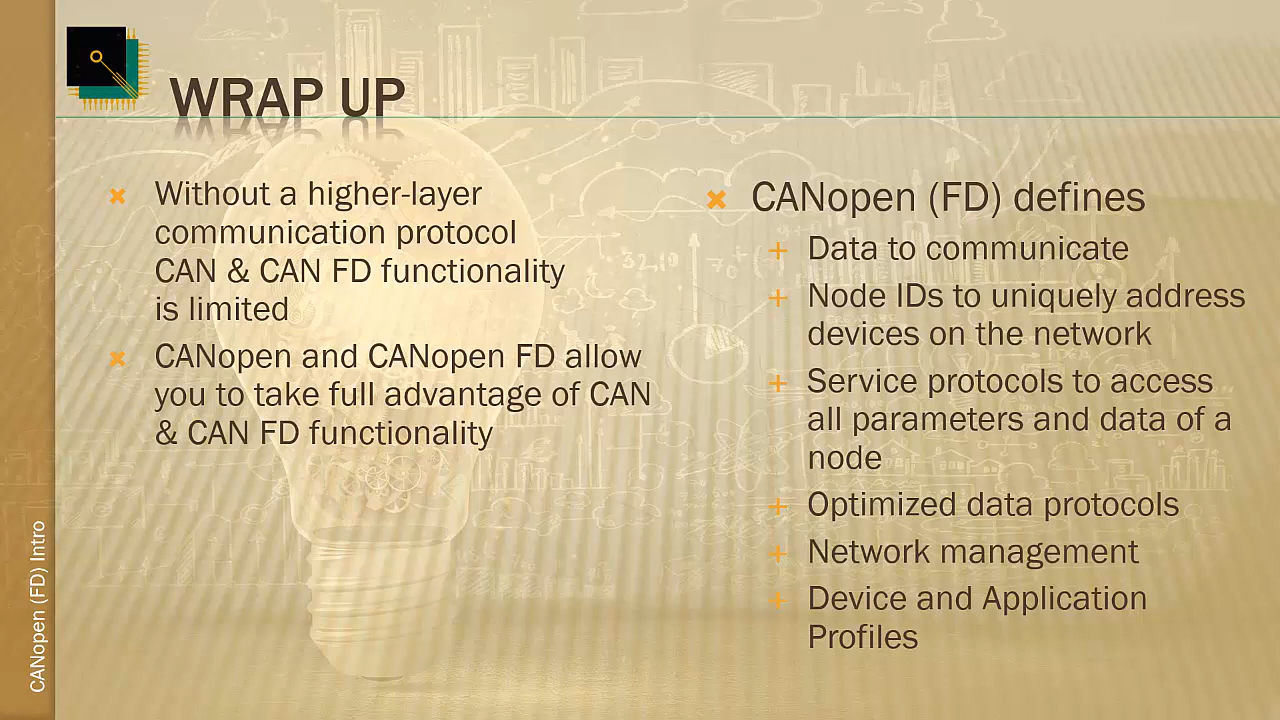 WRAP UP
Without a higher-layer
communication protocol
CAN & CAN FD functionality
is limited
CANopen and CANopen FD allow
you to take full advantage of CAN
& CAN FD functionality
CANopen (FD) defines
Data to communicate
Node IDs to uniquely address
devices on the network
Service protocols to access
all parameters and data of a
node
Optimized data protocols
Network management
Device and Application
Profiles
CANopen (FD) Intro